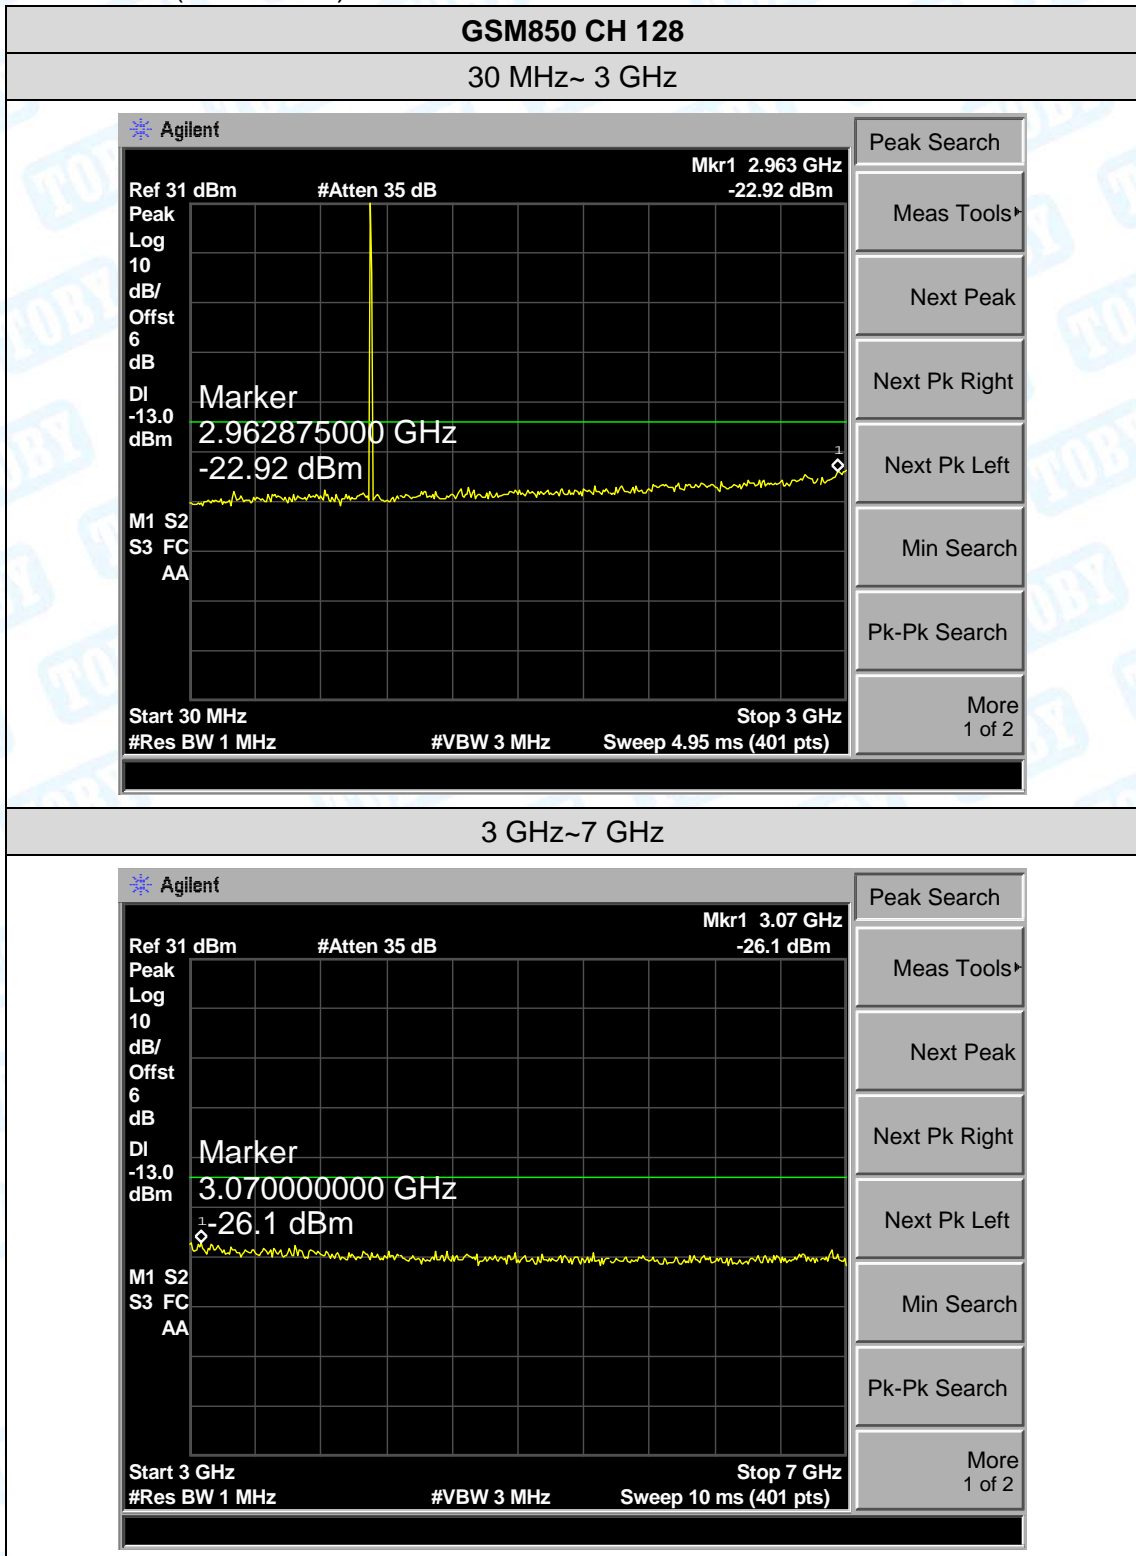 GSM850 CH 128
30 MHz~ 3 GHz
Agilent
Peak Search
Mkr1 2.963 GHz
Ref 31 dBm #Atten 35 dB -22.92 dBm
Peak
Log
10
dB/
Offst
6
dB
DI
-13.0
dBm
Marker
2.962875000 GHz
-22.92 dBm
1
M1 S2
S3 FC
AA
Start 30 MHz Stop 3 GHz
#Res BW 1 MHz #VBW 3 MHz Sweep 4.95 ms (401 pts)
Meas Tools
Next Peak
Next Pk Right
Next Pk Left
Min Search
Pk-Pk Search
More
1 of 2
3 GHz~7 GHz
Agilent
Peak Search
Mkr1 3.07 GHz
Ref 31 dBm #Atten 35 dB -26.1 dBm
Peak
Log
10
dB/
Offst
6
dB
DI
-13.0
dBm
Marker
3.070000000 GHz
-26.1 dBm
1
M1 S2
S3 FC
AA
Start 3 GHz Stop 7 GHz
#Res BW 1 MHz #VBW 3 MHz Sweep 10 ms (401 pts)
Meas Tools
Next Peak
Next Pk Right
Next Pk Left
Min Search
Pk-Pk Search
More
1 of 2
TOBY